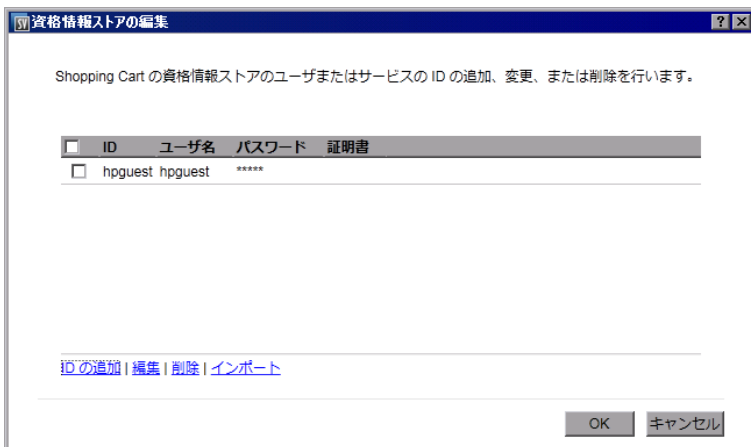 SV 資格情報ストアの編集 ? ×
Shopping Cart の資格情報ストアのユーザまたはサービスの ID の追加、変更、または削除を行います。
ID ユーザ名 パスワード 証明書
hpguest hpguest *****
ID の追加 | 編集 | 削除 | インポート
OK キャンセル